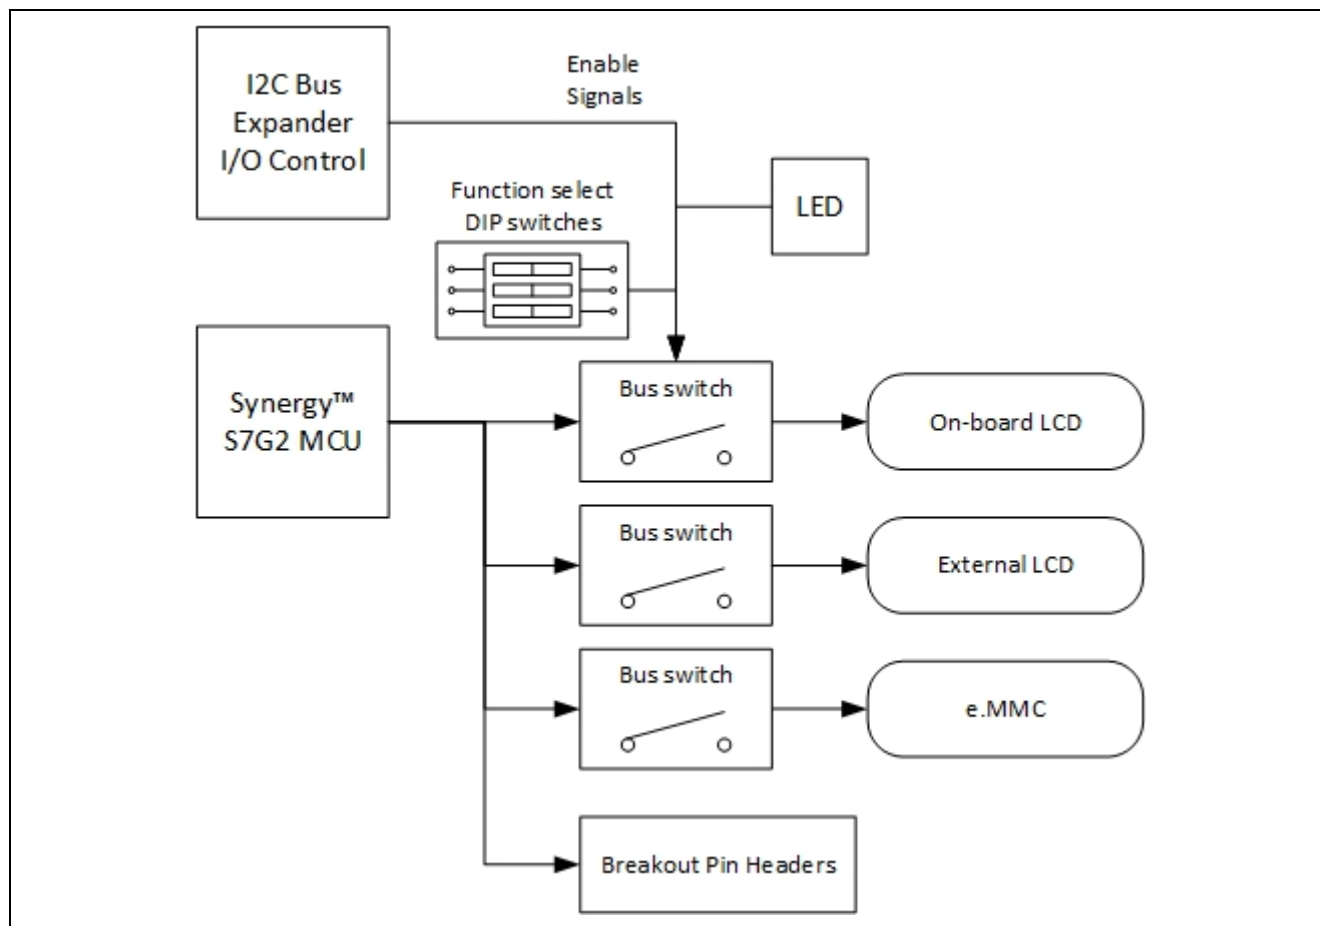 I2C Bus
Expander
I/O Control
Enable
Signals
Function select
DIP switches
LED
Synergy™
S7G2 MCU
Bus switch
On-board LCD
Bus switch
External LCD
Bus switch
e.MMC
Breakout Pin Headers